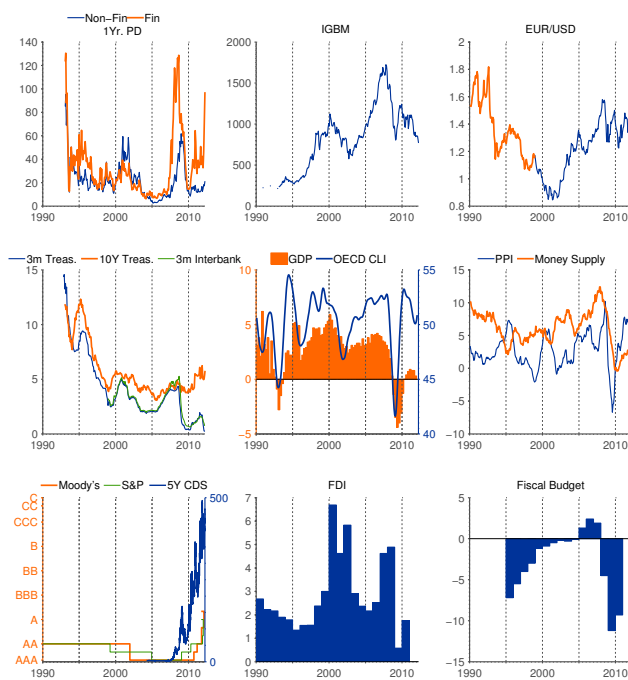 Non-Fin Fin
1Yr. PD
140
120
100
80
60
40
20
0
1990 2000 2010
IGBM
2000
1500
1000
500
0
1990 2000 2010
EUR/USD
2
1.8
1.6
1.4
1.2
1
0.8
1990 2000 2010
3m Treas. 10Y Treas. 3m Interbank
15
10
5
0
1990 2000 2010
GDP OECD CLI
10 55
5 50
0 45
−5 40
1990 2000 2010
PPI Money Supply
15
10
5
0
−5
−10
1990 2000 2010
Moody's S&P 5Y CDS
C 500
CC
CCC
B
BB
BBB
A
AA
AAA 0
1990 2000 2010
FDI
7
6
5
4
3
2
1
0
1990 2000 2010
Fiscal Budget
5
0
−5
−10
−15
1990 2000 2010